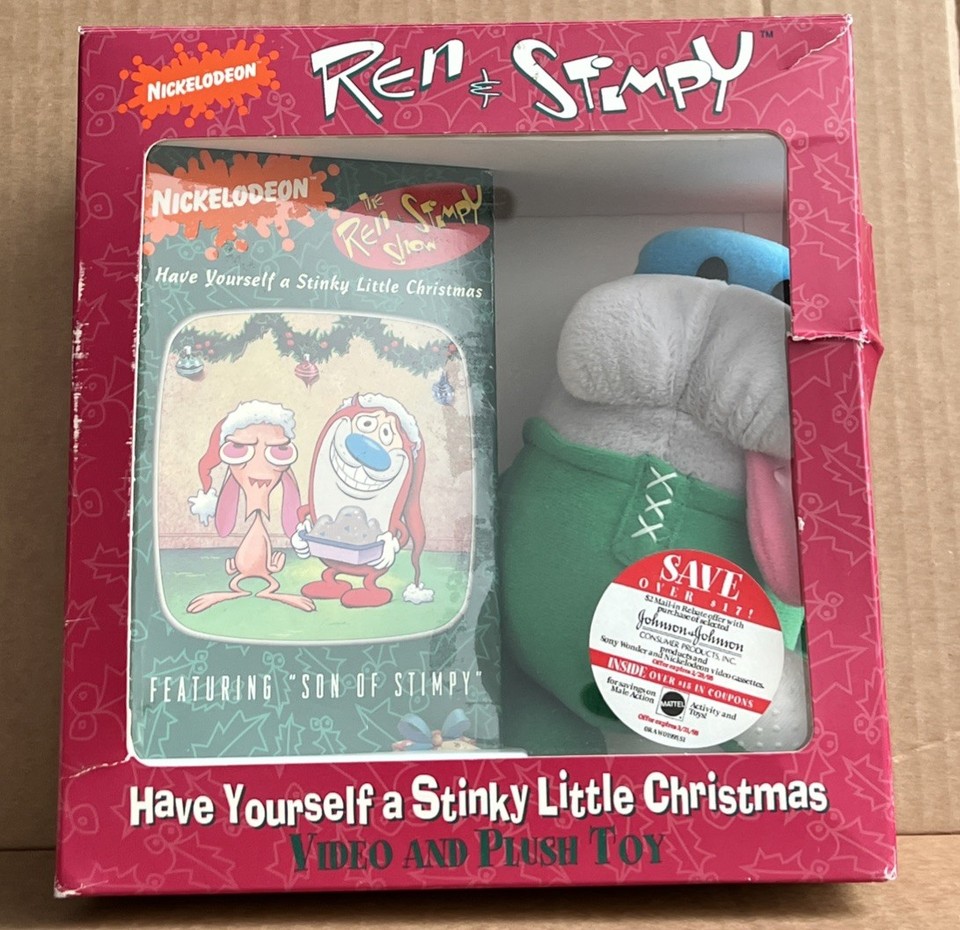 NICKELODEON
REN & STIMPY™
NICKELODEON
THE
REN & STIMPY
SHOW
Have Yourself a Stinky Little Christmas
FEATURING "SON OF STIMPY"
SAVE
OVER $17!
$2 Mail-in Rebate offer with
purchase of selected
Johnson & Johnson
CONSUMER PRODUCTS, INC.
products and
Sony Wonder and Nickelodeon video cassettes.
INSIDE OVER $15 IN COUPONS
for savings on
Male Action
MATTEL
Activity and
Toys!
Have Yourself a Stinky Little Christmas
VIDEO AND PLUSH TOY